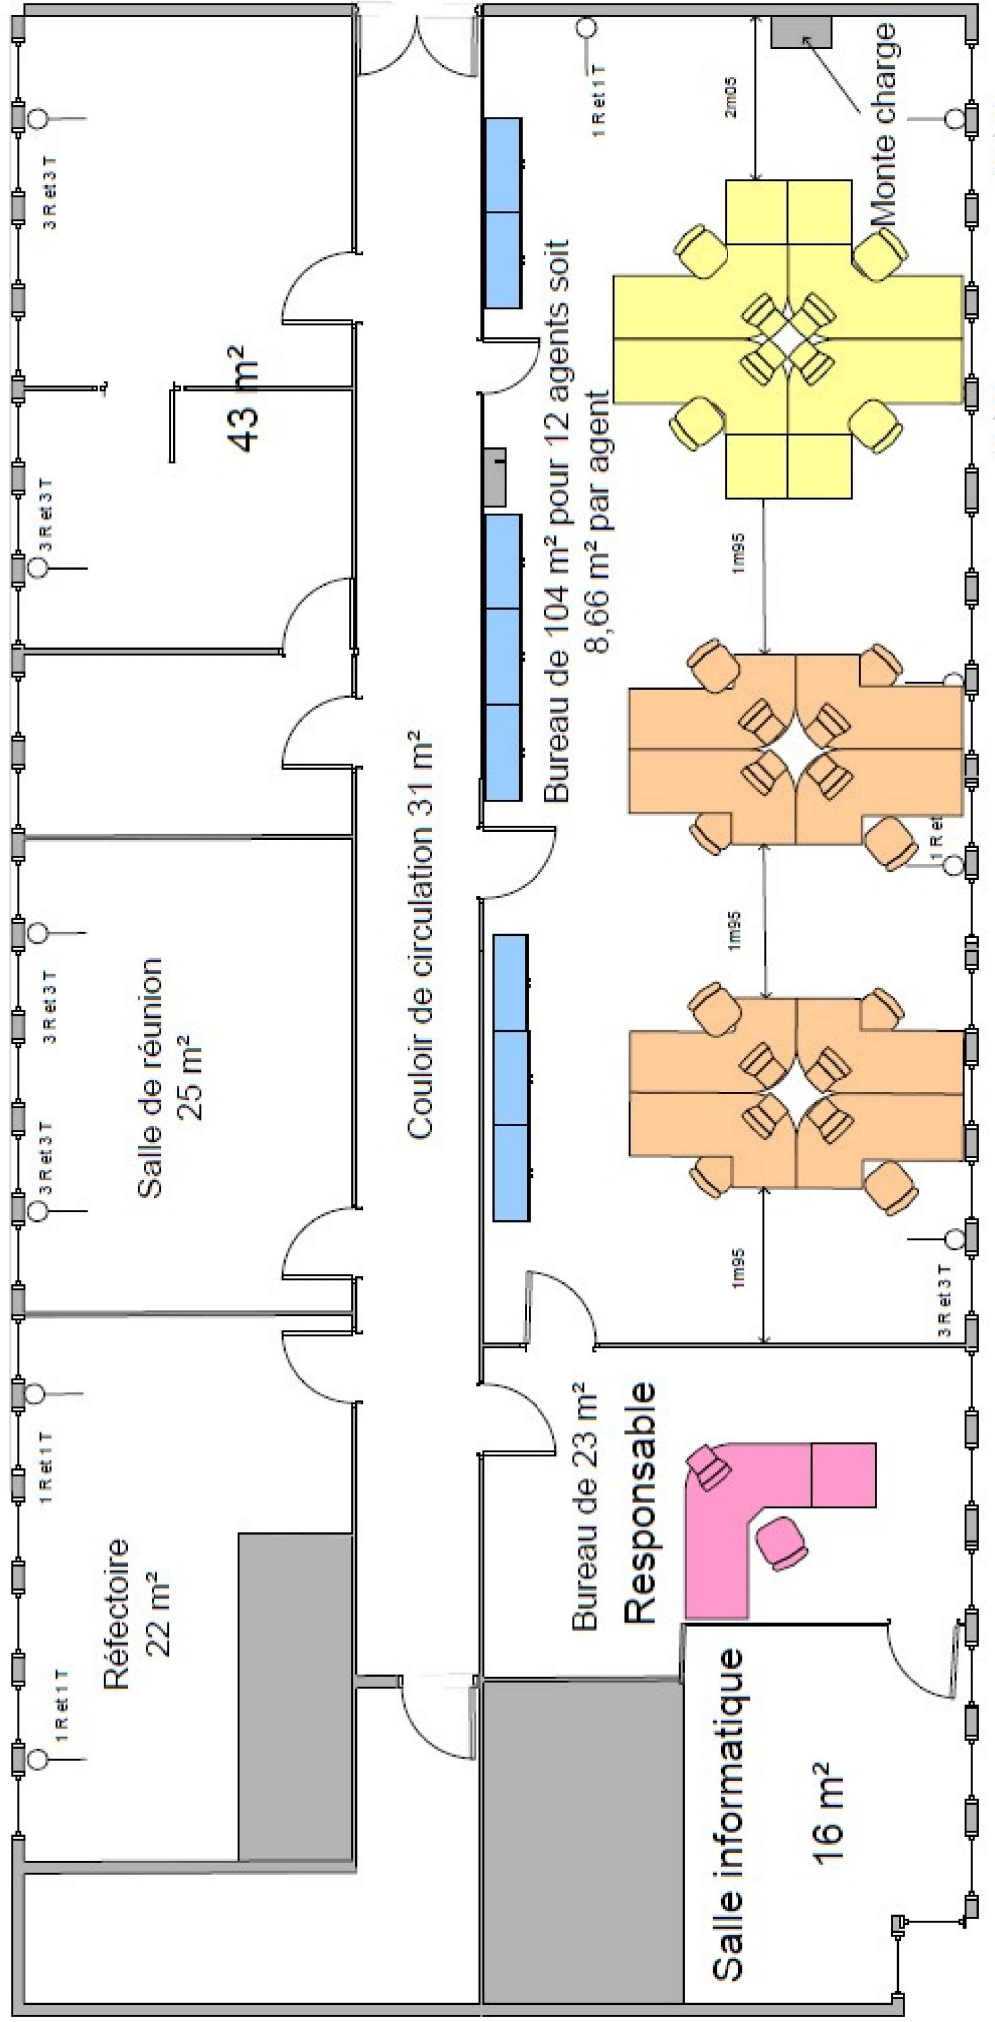 3 R et 3 T
3 R et 3 T
43 m²
3 R et 3 T
3 R et 3 T
Salle de réunion
25 m²
1 R et 1 T
1 R et 1 T
Réfectoire
22 m²
Couloir de circulation 31 m²
1 R et 1 T
2m05
Monte charge
Bureau de 104 m² pour 12 agents soit
8,66 m² par agent
1m95
1 R et
1m95
1m95
3 R et 3 T
Bureau de 23 m²
Responsable
Salle informatique
16 m²